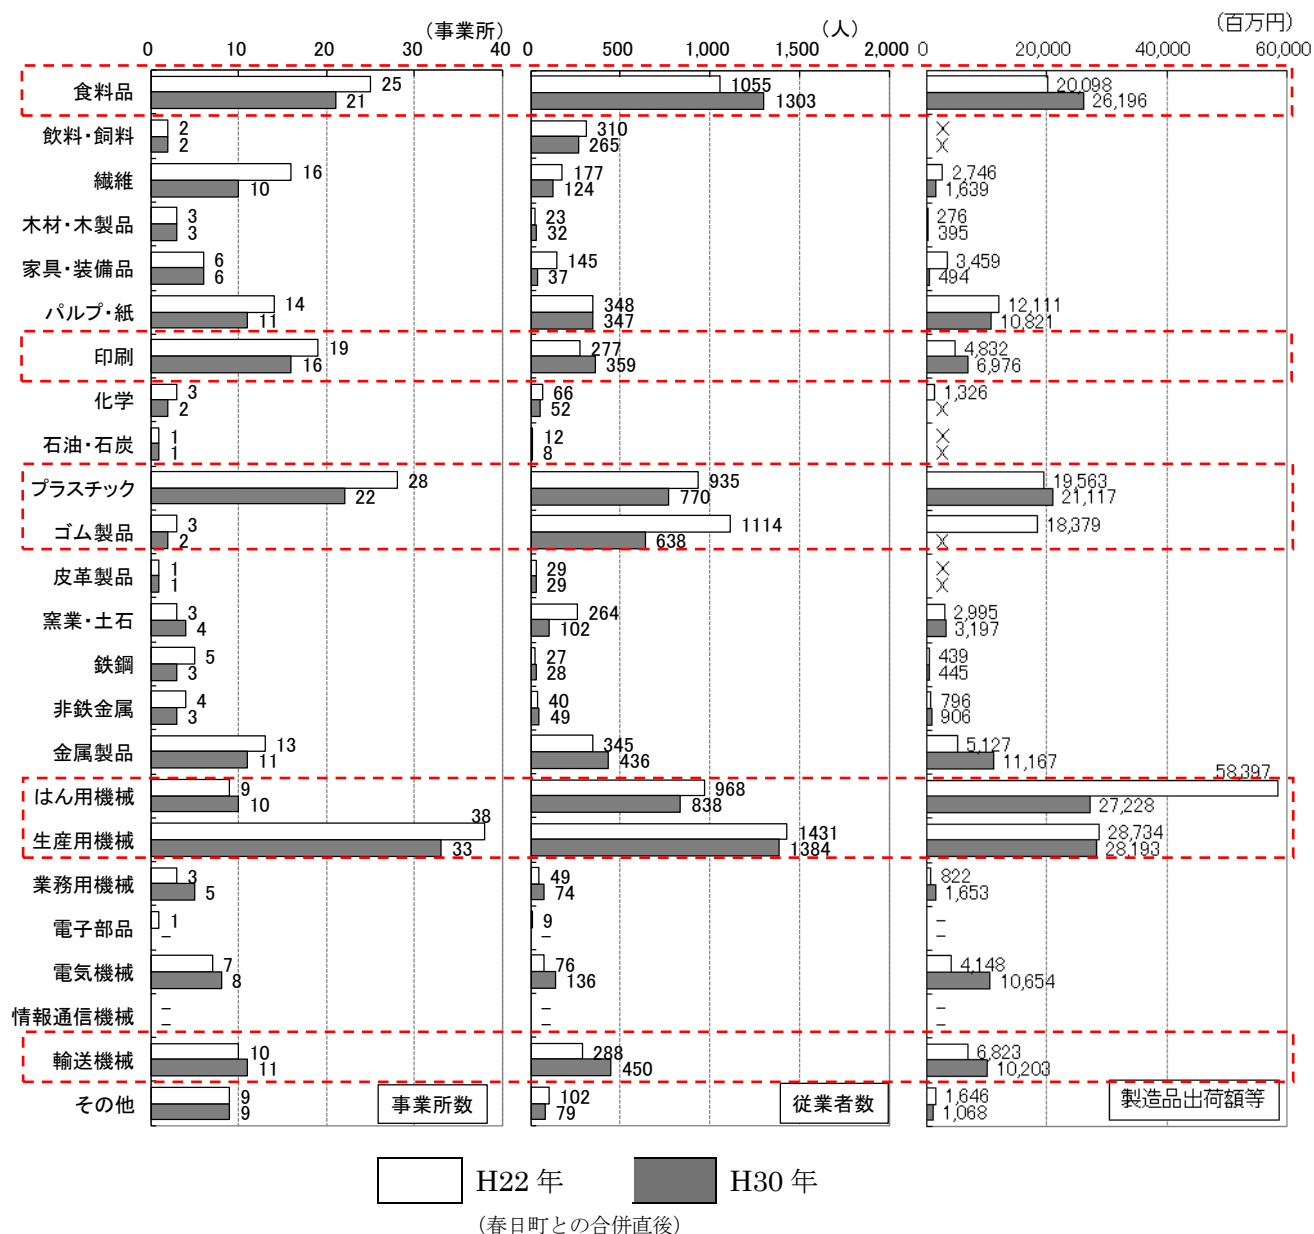 (事業所) (人) (百万円)
0 10 20 30 40 0 500 1,000 1,500 2,000 0 20,000 40,000 60,000
食料品 25 1055 20,098
21 1303 26,196
飲料・飼料 2 310 X
2 265 X
繊維 16 177 2,746
10 124 1,639
木材・木製品 3 23 276
3 32 395
家具・装備品 6 145 3,459
6 37 494
パルプ・紙 14 348 12,111
11 347 10,821
印刷 19 277 4,832
16 359 6,976
化学 3 66 1,326
2 52 X
石油・石炭 1 12 X
1 8 X
プラスチック 28 935 19,563
22 770 21,117
ゴム製品 3 1114 18,379
2 638 X
皮革製品 1 29 X
1 29 X
窯業・土石 3 264 2,995
4 102 3,197
鉄鋼 5 27 439
3 28 445
非鉄金属 4 40 796
3 49 906
金属製品 13 345 5,127
11 436 11,167
はん用機械 9 968 58,397
10 838 27,228
生産用機械 38 1431 28,734
33 1384 28,193
業務用機械 3 49 822
5 74 1,653
電子部品 1 9 －
－ － －
電気機械 7 76 4,148
8 136 10,654
情報通信機械 － － －
－ － －
輸送機械 10 288 6,823
11 450 10,203
その他 9 102 1,646
9 79 1,068
事業所数 従業者数 製造品出荷額等
H22 年 H30 年
(春日町との合併直後)